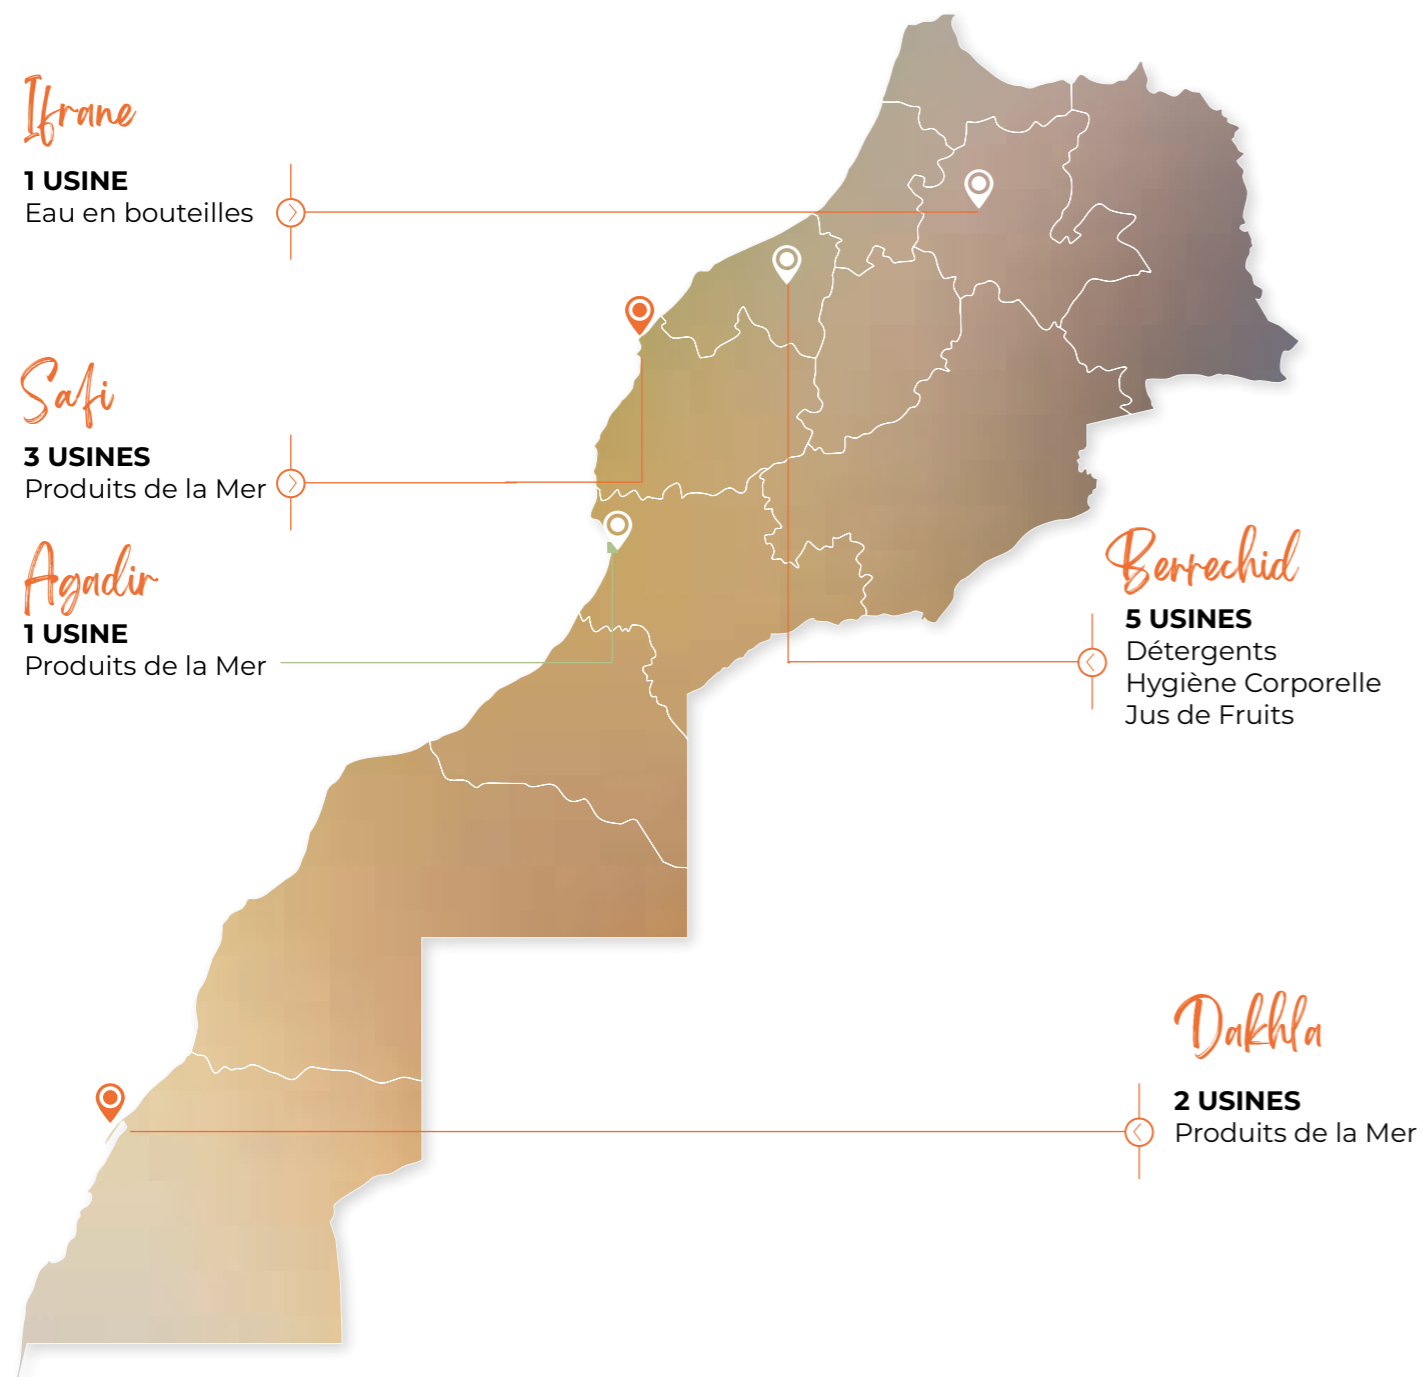 Ifrane
1 USINE
Eau en bouteilles
Safi
3 USINES
Produits de la Mer
Agadir
1 USINE
Produits de la Mer
Berrechid
5 USINES
Détergents
Hygiène Corporelle
Jus de Fruits
Dakhla
2 USINES
Produits de la Mer